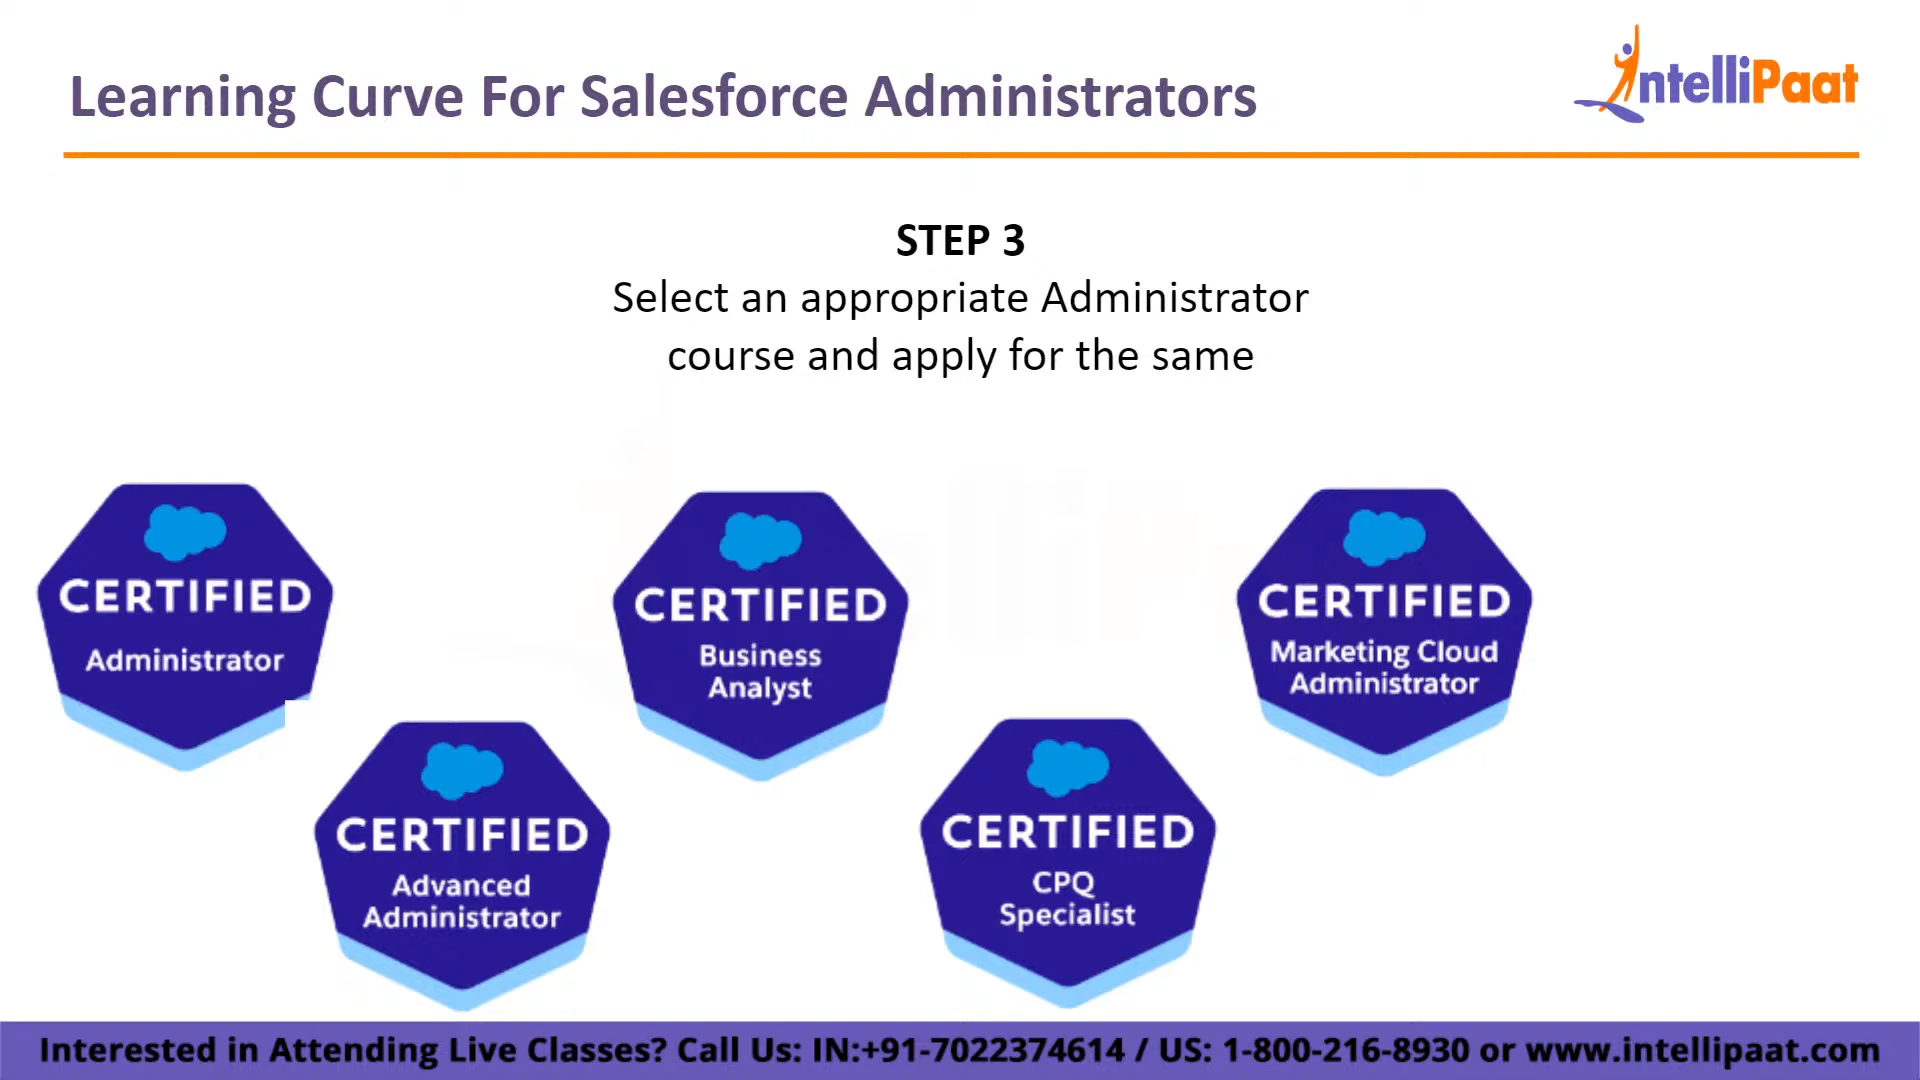 Learning Curve For Salesforce Administrators
IntelliPaat
STEP 3
Select an appropriate Administrator
course and apply for the same
CERTIFIED
Administrator
CERTIFIED
Business
Analyst
CERTIFIED
Marketing Cloud
Administrator
CERTIFIED
Advanced
Administrator
CERTIFIED
CPQ
Specialist
Interested in Attending Live Classes? Call Us: IN:+91-7022374614 / US: 1-800-216-8930 or www.intellipaat.com